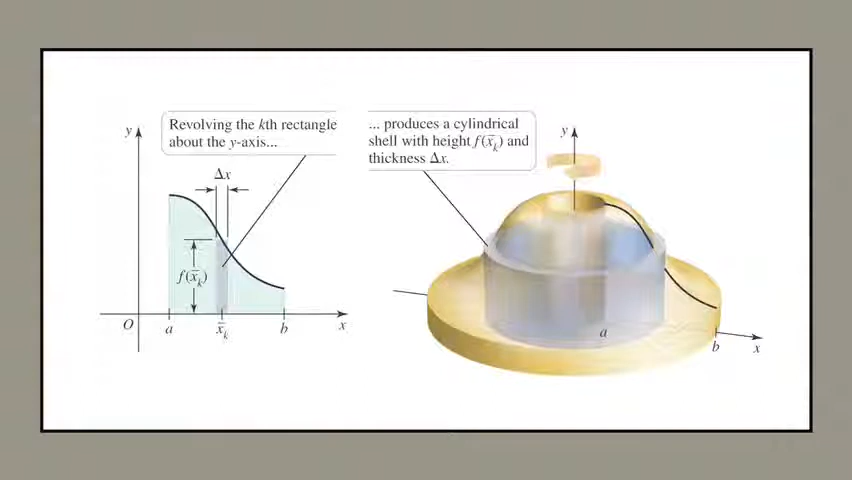 Revolving the kth rectangle
about the y-axis...
y
Δx
f(x̄ₖ)
O
a
x̄ₖ
b
x
... produces a cylindrical
shell with height f(x̄ₖ) and
thickness Δx.
y
a
b
x